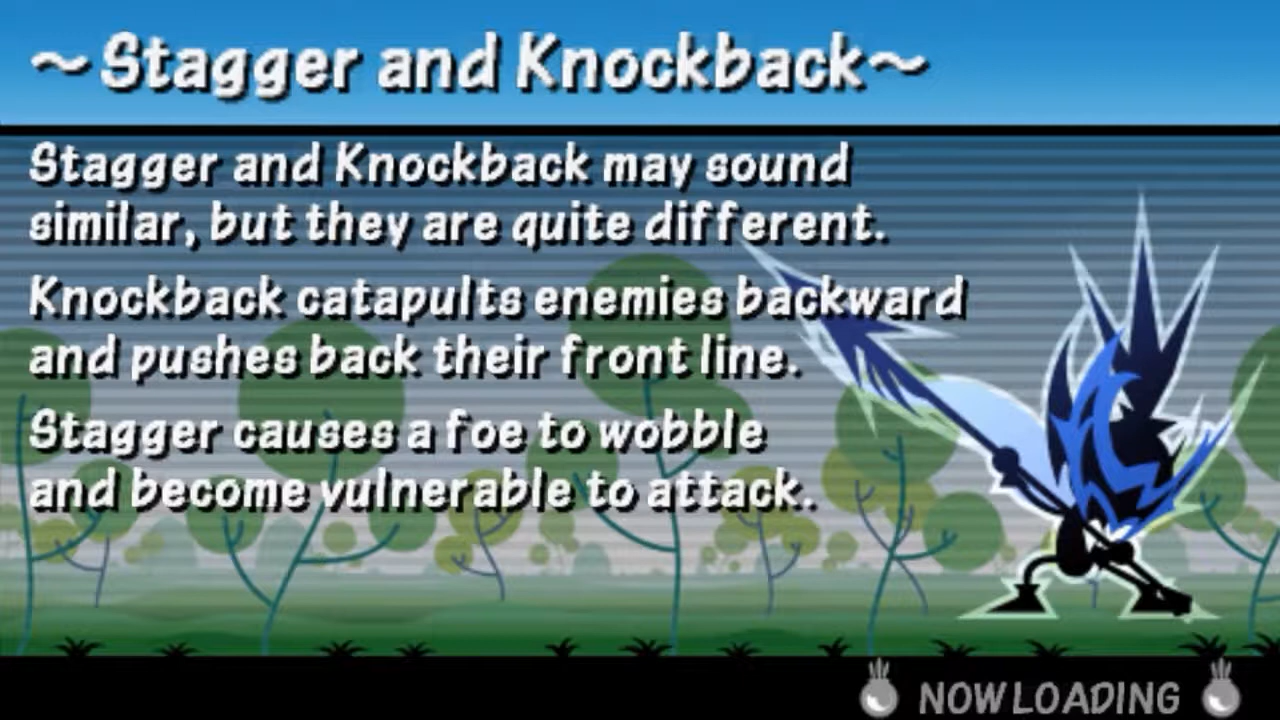 ~Stagger and Knockback~
Stagger and Knockback may sound
similar, but they are quite different.
Knockback catapults enemies backward
and pushes back their front line.
Stagger causes a foe to wobble
and become vulnerable to attack.
NOW LOADING